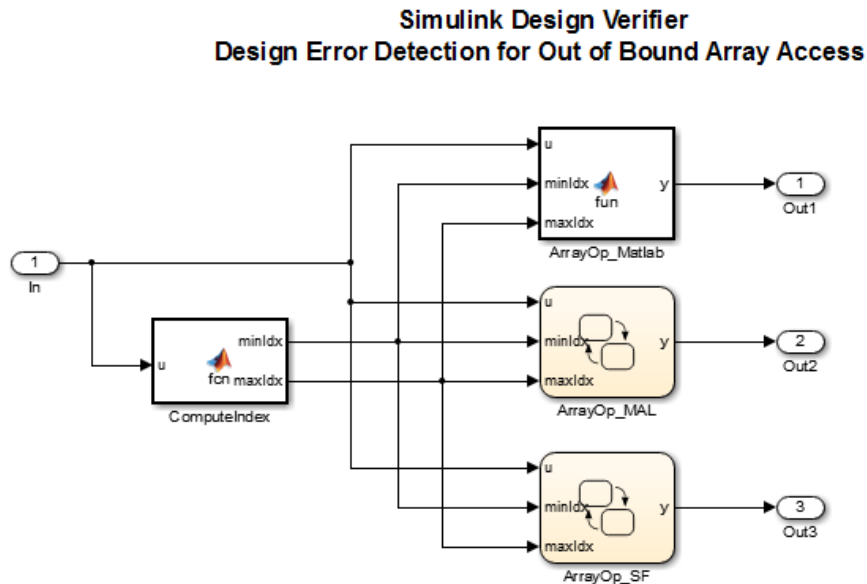 Simulink Design Verifier
Design Error Detection for Out of Bound Array Access
u
minIdx
maxIdx
fun
y
ArrayOp_Matlab
1
Out1
1
In
u
fcn
minIdx
maxIdx
ComputeIndex
u
minIdx
maxIdx
y
ArrayOp_MAL
2
Out2
u
minIdx
maxIdx
y
ArrayOp_SF
3
Out3